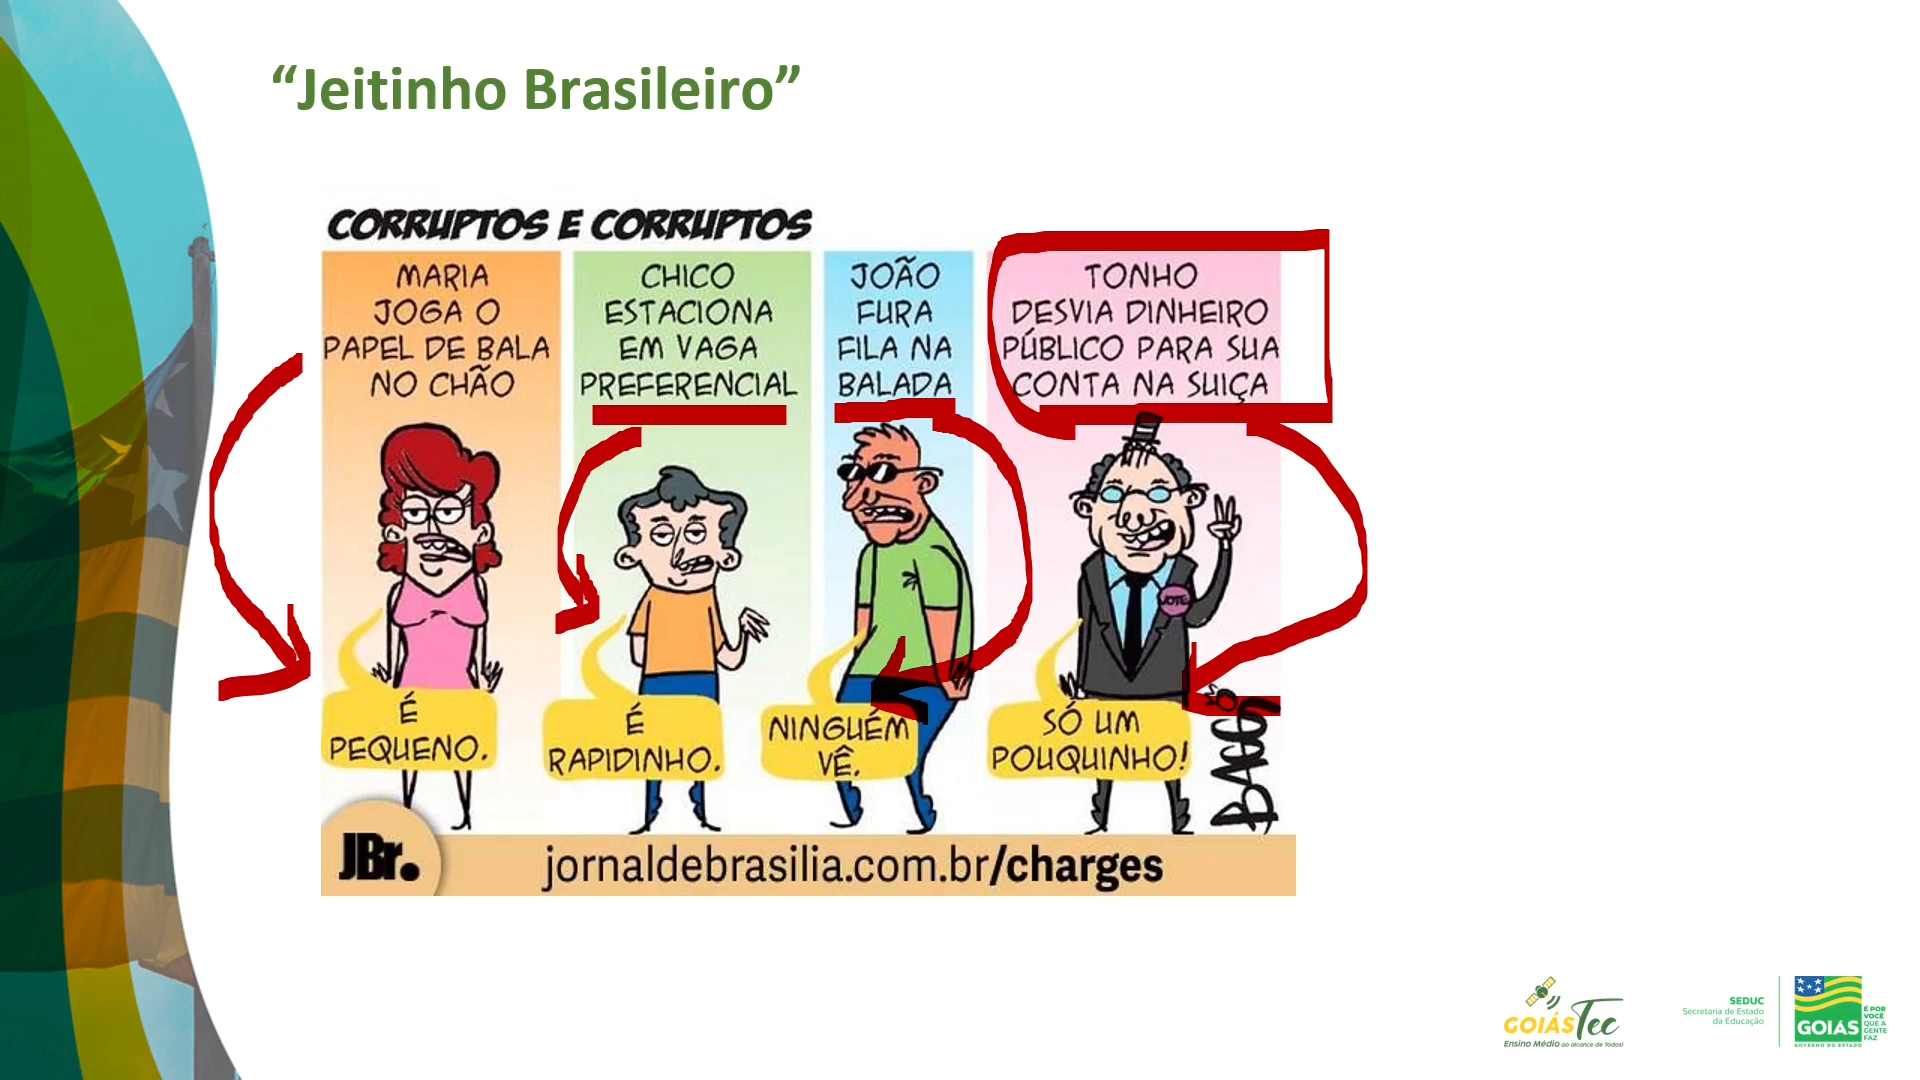 “Jeitinho Brasileiro”
CORRUPTOS E CORRUPTOS
MARIA
JOGA O
PAPEL DE BALA
NO CHÃO
CHICO
ESTACIONA
EM VAGA
PREFERENCIAL
JOÃO
FURA
FILA NA
BALADA
TONHO
DESVIA DINHEIRO
PÚBLICO PARA SUA
CONTA NA SUIÇA
VOTE
É
PEQUENO.
É
RAPIDINHO.
NINGUÉM
VÊ.
SÓ UM
POUQUINHO!
BAGGI
JBr.
jornaldebrasilia.com.br/charges
GOIÁSTec
Ensino Médio ao alcance de Todos!
SEDUC
Secretaria de Estado
da Educação
GOIÁS
GOVERNO DO ESTADO
É POR
VOCÊ
QUE A
GENTE
FAZ